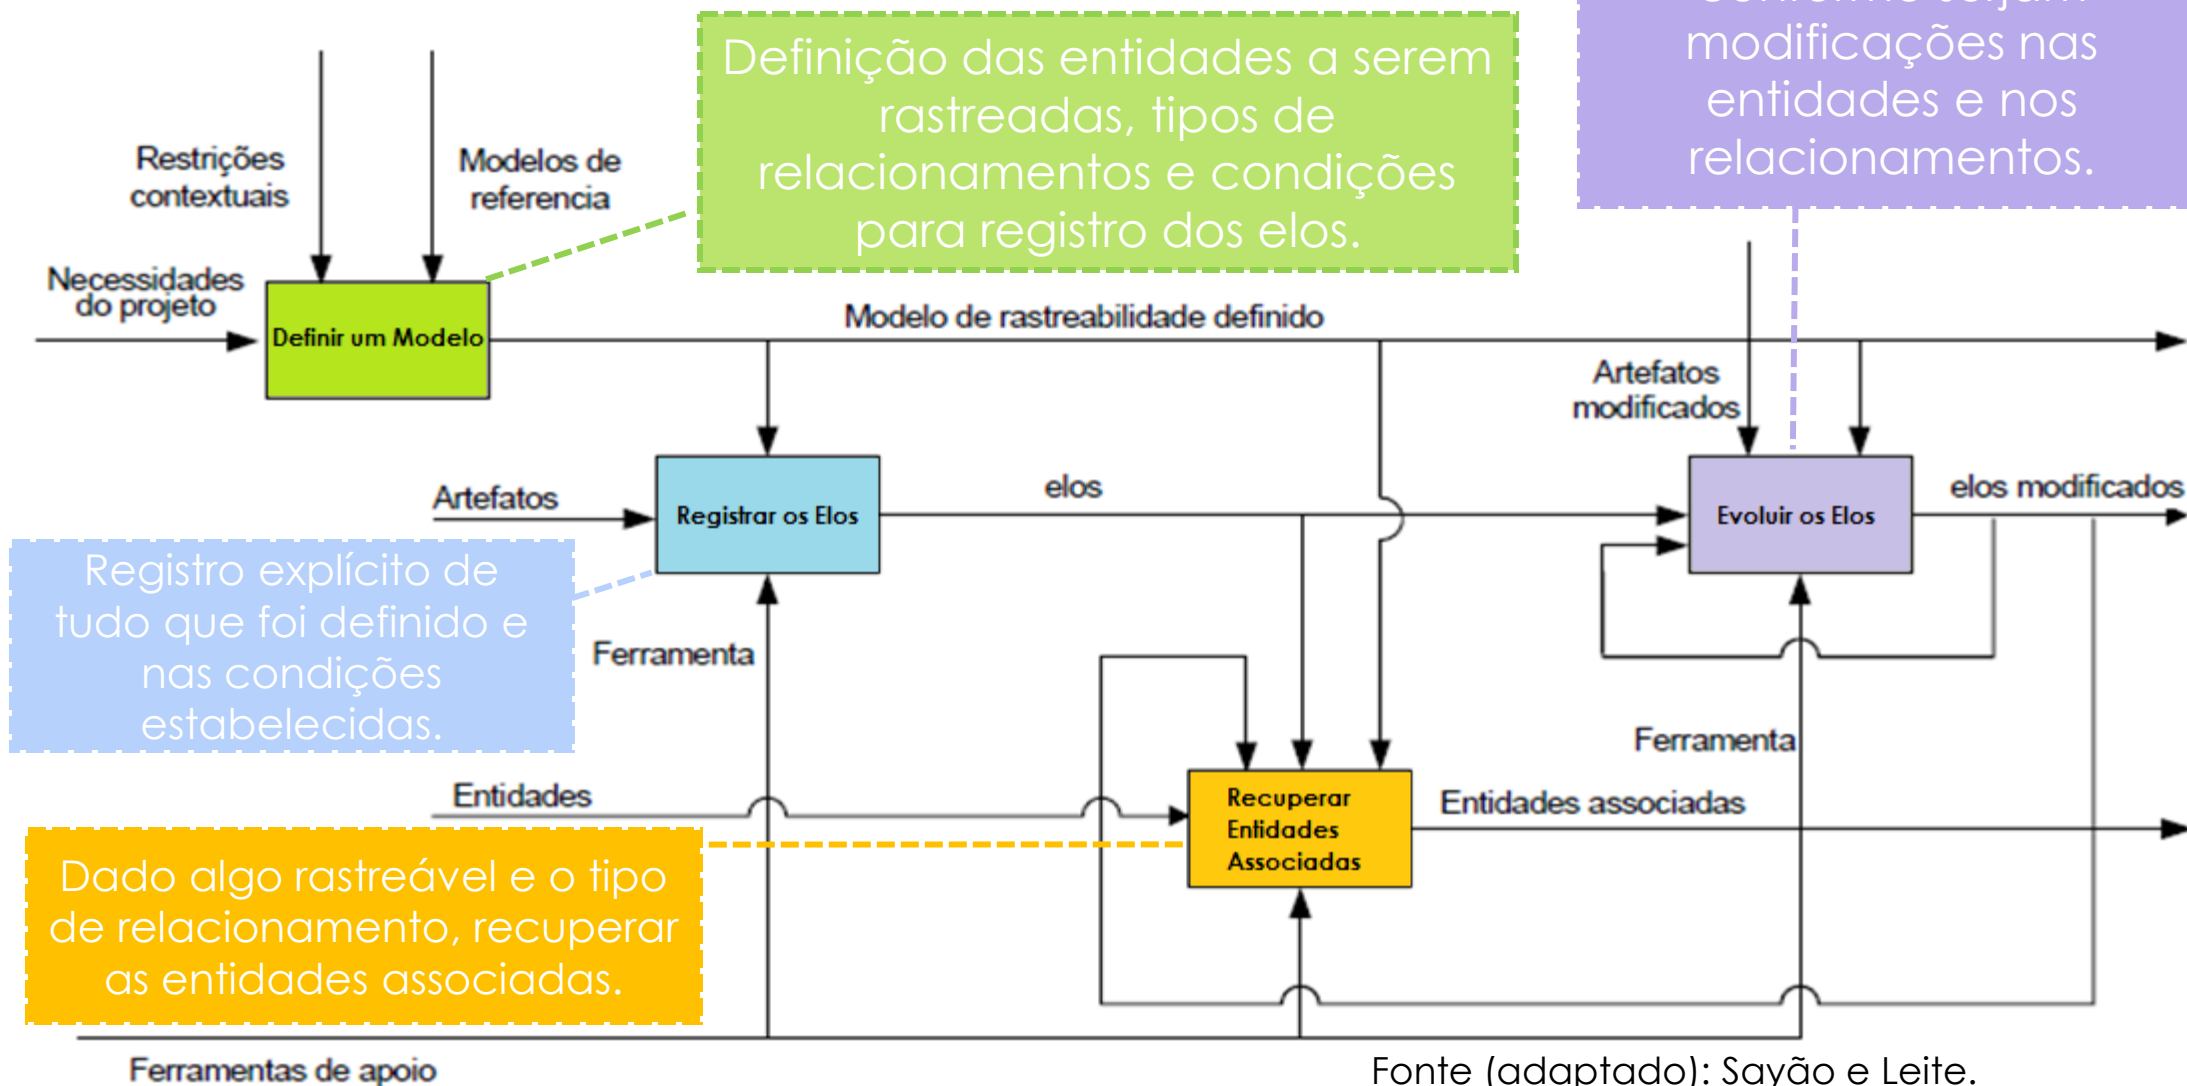 modificações nas
entidades e nos
relacionamentos.
Definição das entidades a serem
rastreadas, tipos de
relacionamentos e condições
para registro dos elos.
Restrições
contextuais
Modelos de
referencia
Necessidades
do projeto
Definir um Modelo
Modelo de rastreabilidade definido
Artefatos
modificados
Artefatos
Registrar os Elos
elos
Evoluir os Elos
elos modificados
Registro explícito de
tudo que foi definido e
nas condições
estabelecidas.
Ferramenta
Ferramenta
Entidades
Recuperar
Entidades
Associadas
Entidades associadas
Dado algo rastreável e o tipo
de relacionamento, recuperar
as entidades associadas.
Ferramentas de apoio
Fonte (adaptado): Sayão e Leite.